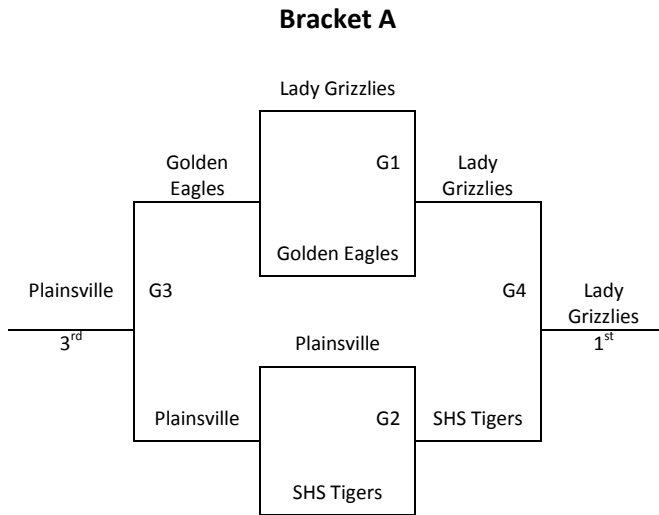 Bracket A
Lady Grizzlies
Golden
Eagles
G1
Lady
Grizzlies
Golden Eagles
Plainsville
G3
G4
Lady
Grizzlies
3rd
Plainsville
1st
Plainsville
G2
SHS Tigers
SHS Tigers